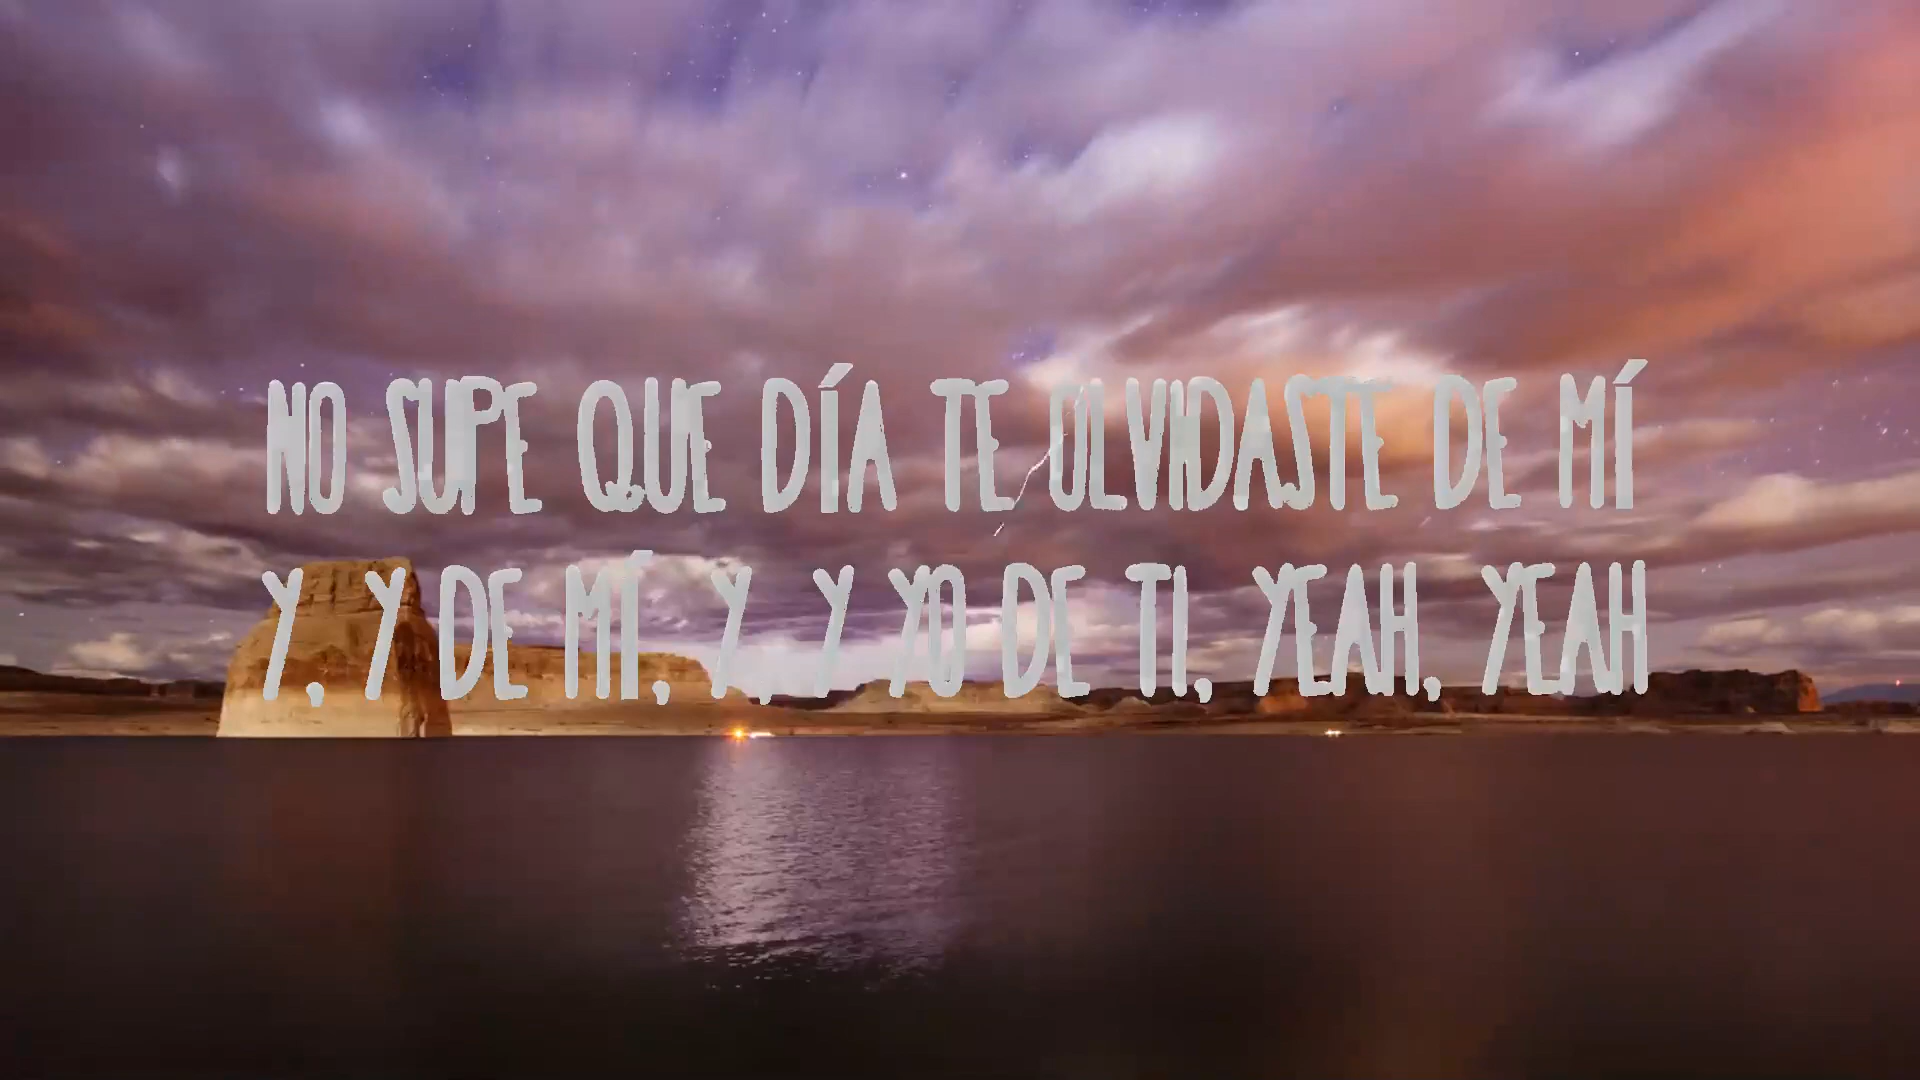 NO SUPE QUE DÍA TE OLVIDASTE DE MÍ
Y, Y DE MÍ, Y, Y YO DE TI, YEAH, YEAH